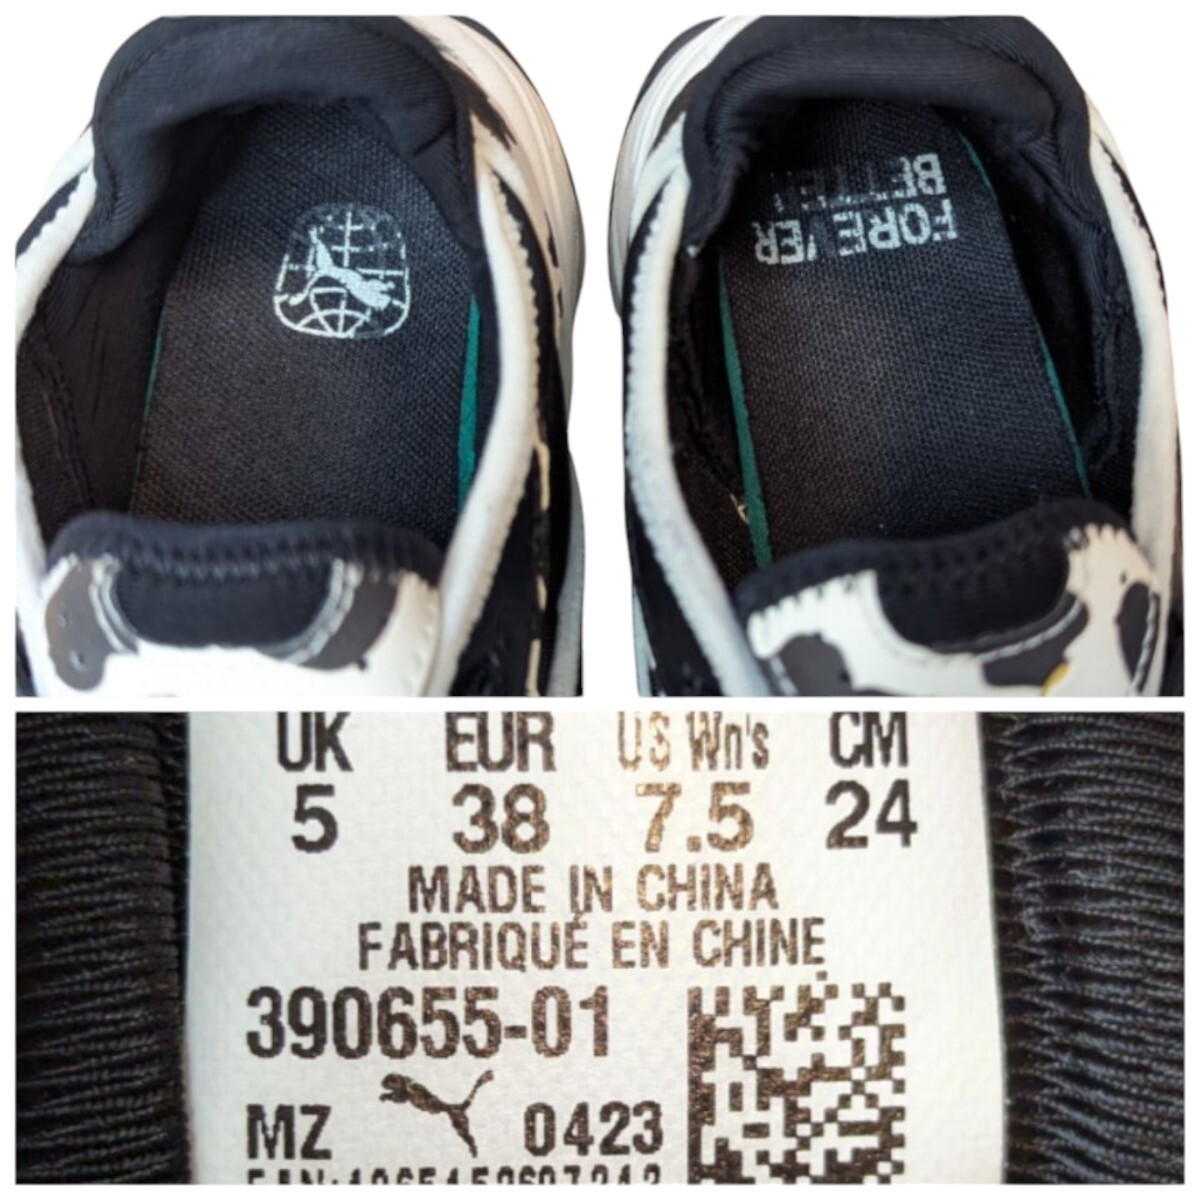 FOREVER
BETTER
UK EUR US Wn's CM
5 38 7.5 24
MADE IN CHINA
FABRIQUÉ EN CHINE
390655-01
MZ 0423